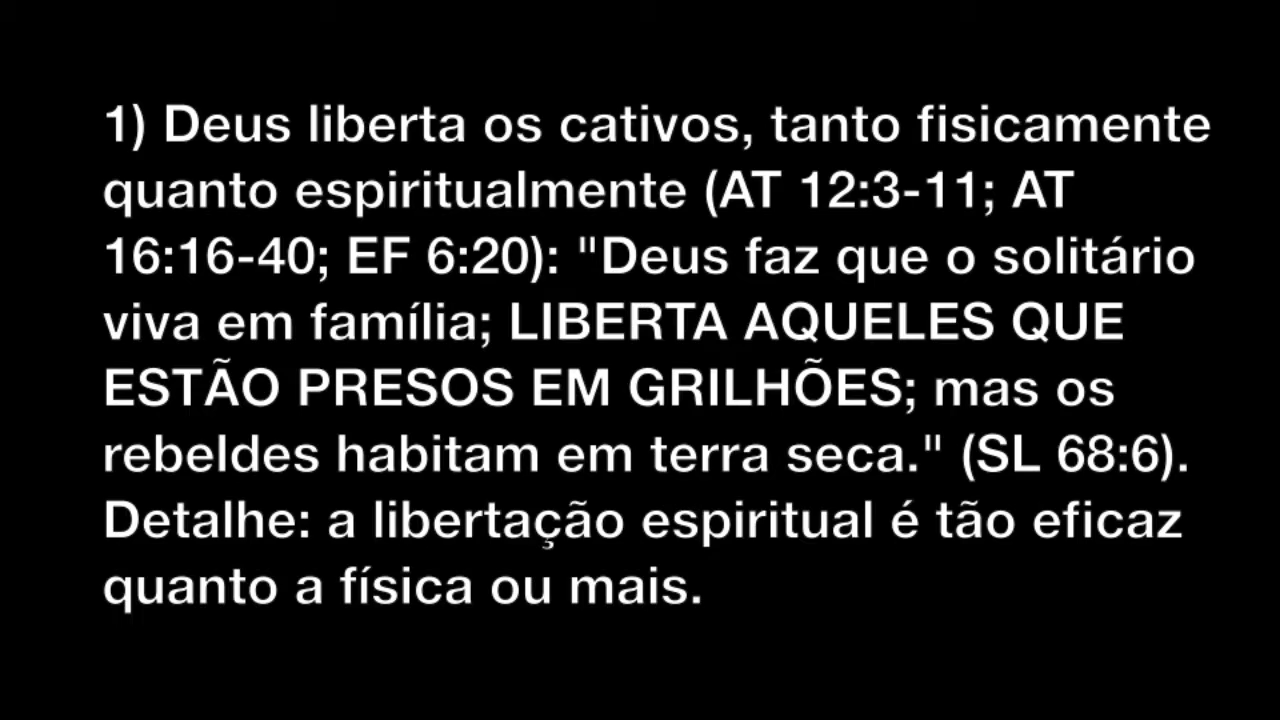 1) Deus liberta os cativos, tanto fisicamente
quanto espiritualmente (AT 12:3-11; AT
16:16-40; EF 6:20): "Deus faz que o solitário
viva em família; LIBERTA AQUELES QUE
ESTÃO PRESOS EM GRILHÕES; mas os
rebeldes habitam em terra seca." (SL 68:6).
Detalhe: a libertação espiritual é tão eficaz
quanto a física ou mais.